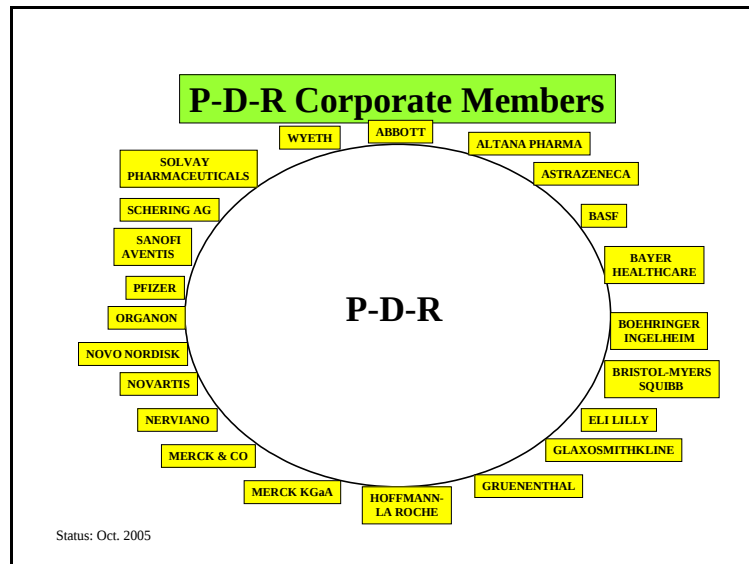 P-D-R Corporate Members
ABBOTT
ALTANA PHARMA
ASTRAZENECA
BASF
BAYER
HEALTHCARE
BOEHRINGER
INGELHEIM
BRISTOL-MYERS
SQUIBB
ELI LILLY
GLAXOSMITHKLINE
GRUENENTHAL
HOFFMANN-
LA ROCHE
MERCK KGaA
MERCK & CO
NERVIANO
NOVARTIS
NOVO NORDISK
ORGANON
PFIZER
SANOFI
AVENTIS
SCHERING AG
SOLVAY
PHARMACEUTICALS
WYETH
P-D-R
Status: Oct. 2005